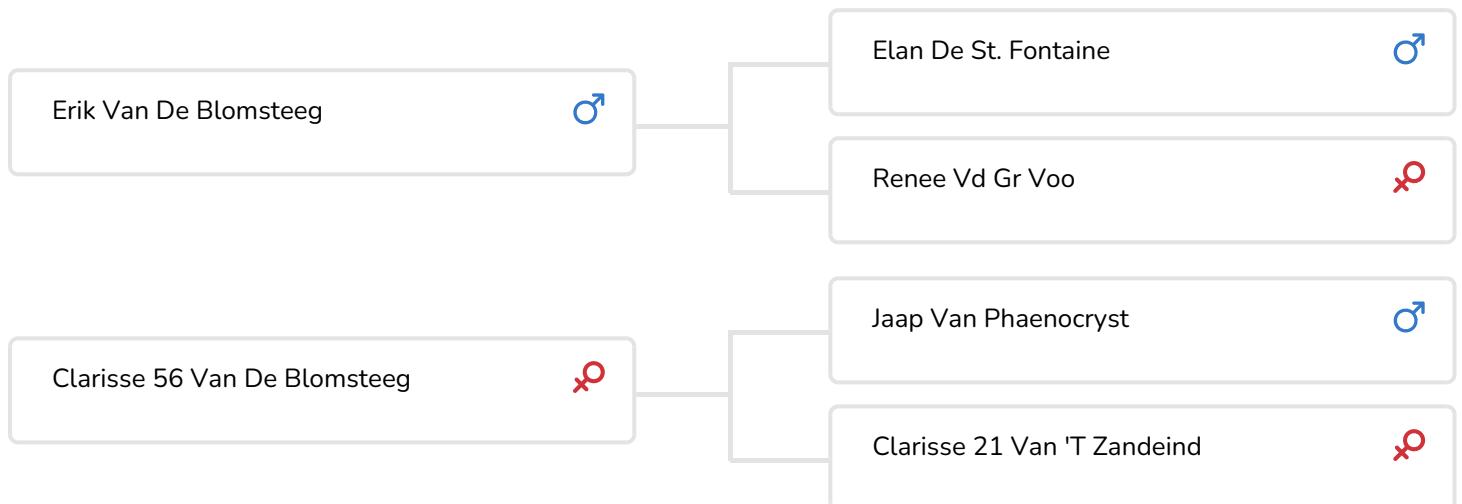 Elan De St. Fontaine
Erik Van De Blomsteeg
Renee Vd Gr Voo
Jaap Van Phaenocryst
Clarisse 56 Van De Blomsteeg
Clarisse 21 Van 'T Zandeind